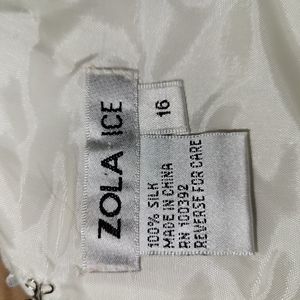 ZOLA ICE
16
100% SILK
MADE IN CHINA
RN 100392
REVERSE FOR CARE